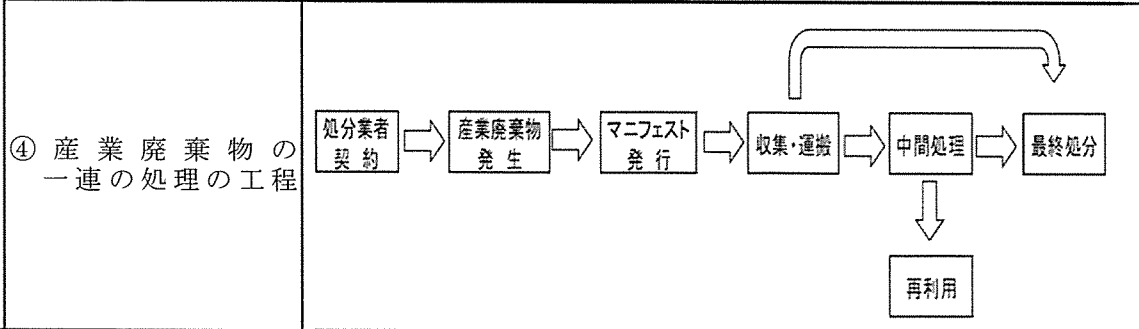 ④産業廃棄物の
一連の処理の工程
処分業者
契約
産業廃棄物
発生
マニフェスト
発行
収集・運搬
中間処理
最終処分
再利用